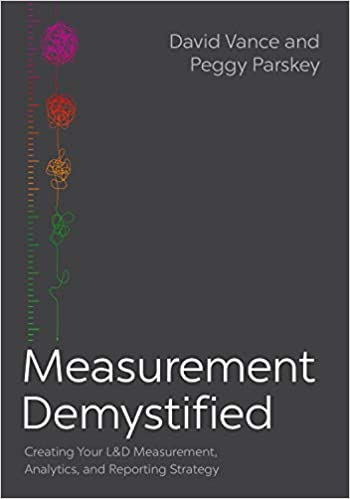 David Vance and
Peggy Parskey
Measurement
Demystified
Creating Your L&D Measurement,
Analytics, and Reporting Strategy